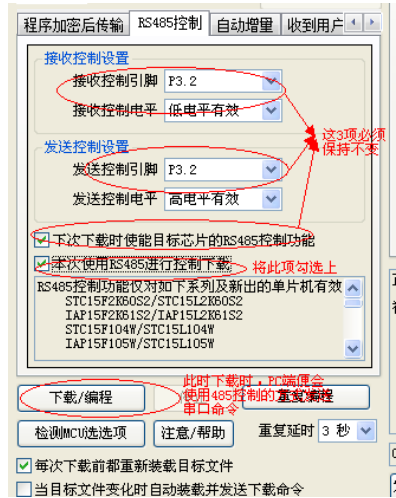 程序加密后传输 RS485控制 自动增量 收到用户
接收控制设置
接收控制引脚 P3.2
接收控制电平 低电平有效
这3项必须
保持不变
发送控制设置
发送控制引脚 P3.2
发送控制电平 高电平有效
下次下载时使能目标芯片的RS485控制功能
本次使用RS485进行控制下载 将此项勾选上
RS485控制功能仅对如下系列及新出的单片机有效
STC15F2K60S2/STC15L2K60S2
IAP15F2K61S2/IAP15L2K61S2
STC15F104W/STC15L104W
IAP15F105W/STC15L105W
此时下载时，PC端便会
下载/编程 使用485控制的 重复编程
串口命令
检测MCU选选项 注意/帮助 重复延时 3 秒
每次下载前都重新装载目标文件
当目标文件变化时自动装载并发送下载命令